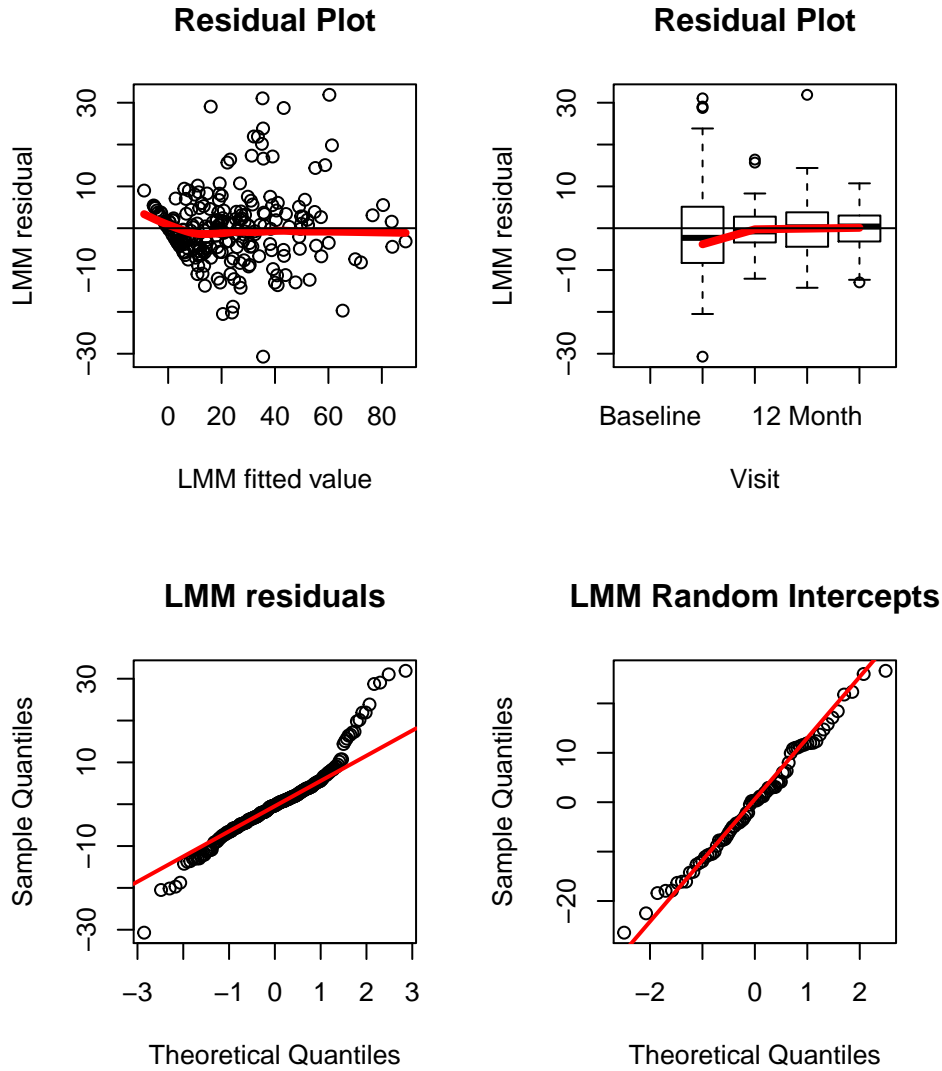 Residual Plot
LMM residual
30
10
−10
−30
0 20 40 60 80
LMM fitted value
Residual Plot
LMM residual
30
10
−10
−30
Baseline 12 Month
Visit
LMM residuals
Sample Quantiles
30
10
−10
−30
−3 −1 0 1 2 3
Theoretical Quantiles
LMM Random Intercepts
Sample Quantiles
10
0
−20
−2 0 1 2
Theoretical Quantiles